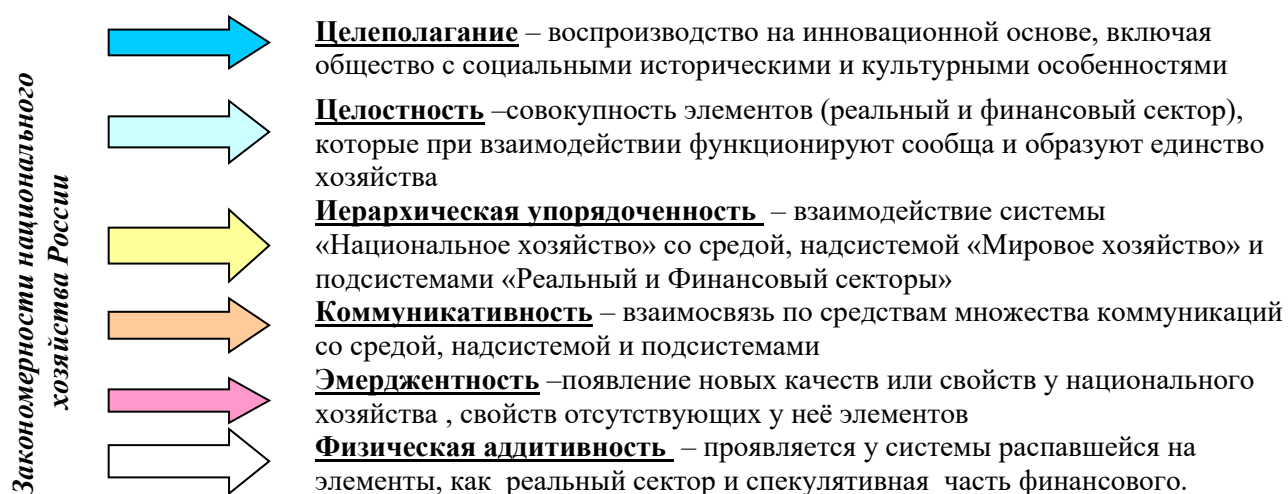 Закономерности национального
хозяйства России
Целеполагание – воспроизводство на инновационной основе, включая
общество с социальными историческими и культурными особенностями
Целостность –совокупность элементов (реальный и финансовый сектор),
которые при взаимодействии функционируют сообща и образуют единство
хозяйства
Иерархическая упорядоченность – взаимодействие системы
«Национальное хозяйство» со средой, надсистемой «Мировое хозяйство» и
подсистемами «Реальный и Финансовый секторы»
Коммуникативность – взаимосвязь по средствам множества коммуникаций
со средой, надсистемой и подсистемами
Эмерджентность –появление новых качеств или свойств у национального
хозяйства , свойств отсутствующих у неё элементов
Физическая аддитивность – проявляется у системы распавшейся на
элементы, как реальный сектор и спекулятивная часть финансового.